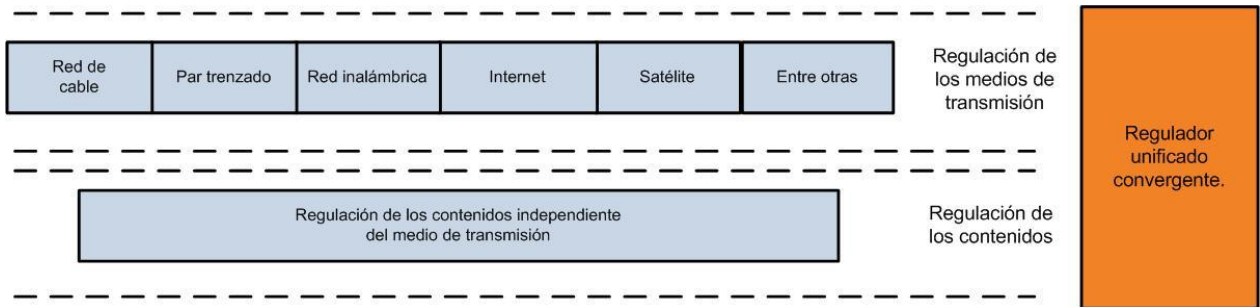 Red de
cable
Par trenzado
Red inalámbrica
Internet
Satélite
Entre otras
Regulación de
los medios de
transmisión
Regulador
unificado
convergente.
Regulación de los contenidos independiente
del medio de transmisión
Regulación de
los contenidos